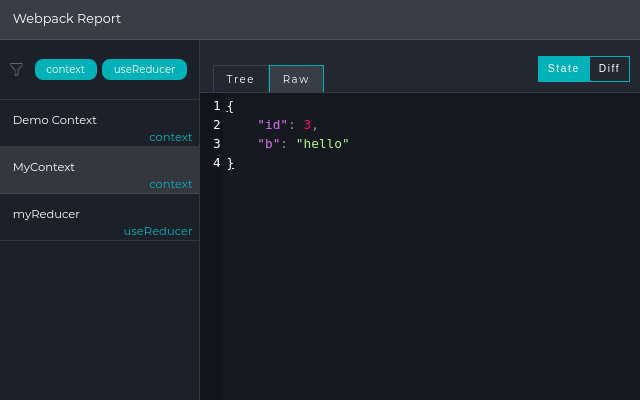 Webpack Report
context useReducer
Demo Context
context
MyContext
context
myReducer
useReducer
Tree Raw
State Diff
1 {
2     "id": 3,
3     "b": "hello"
4 }